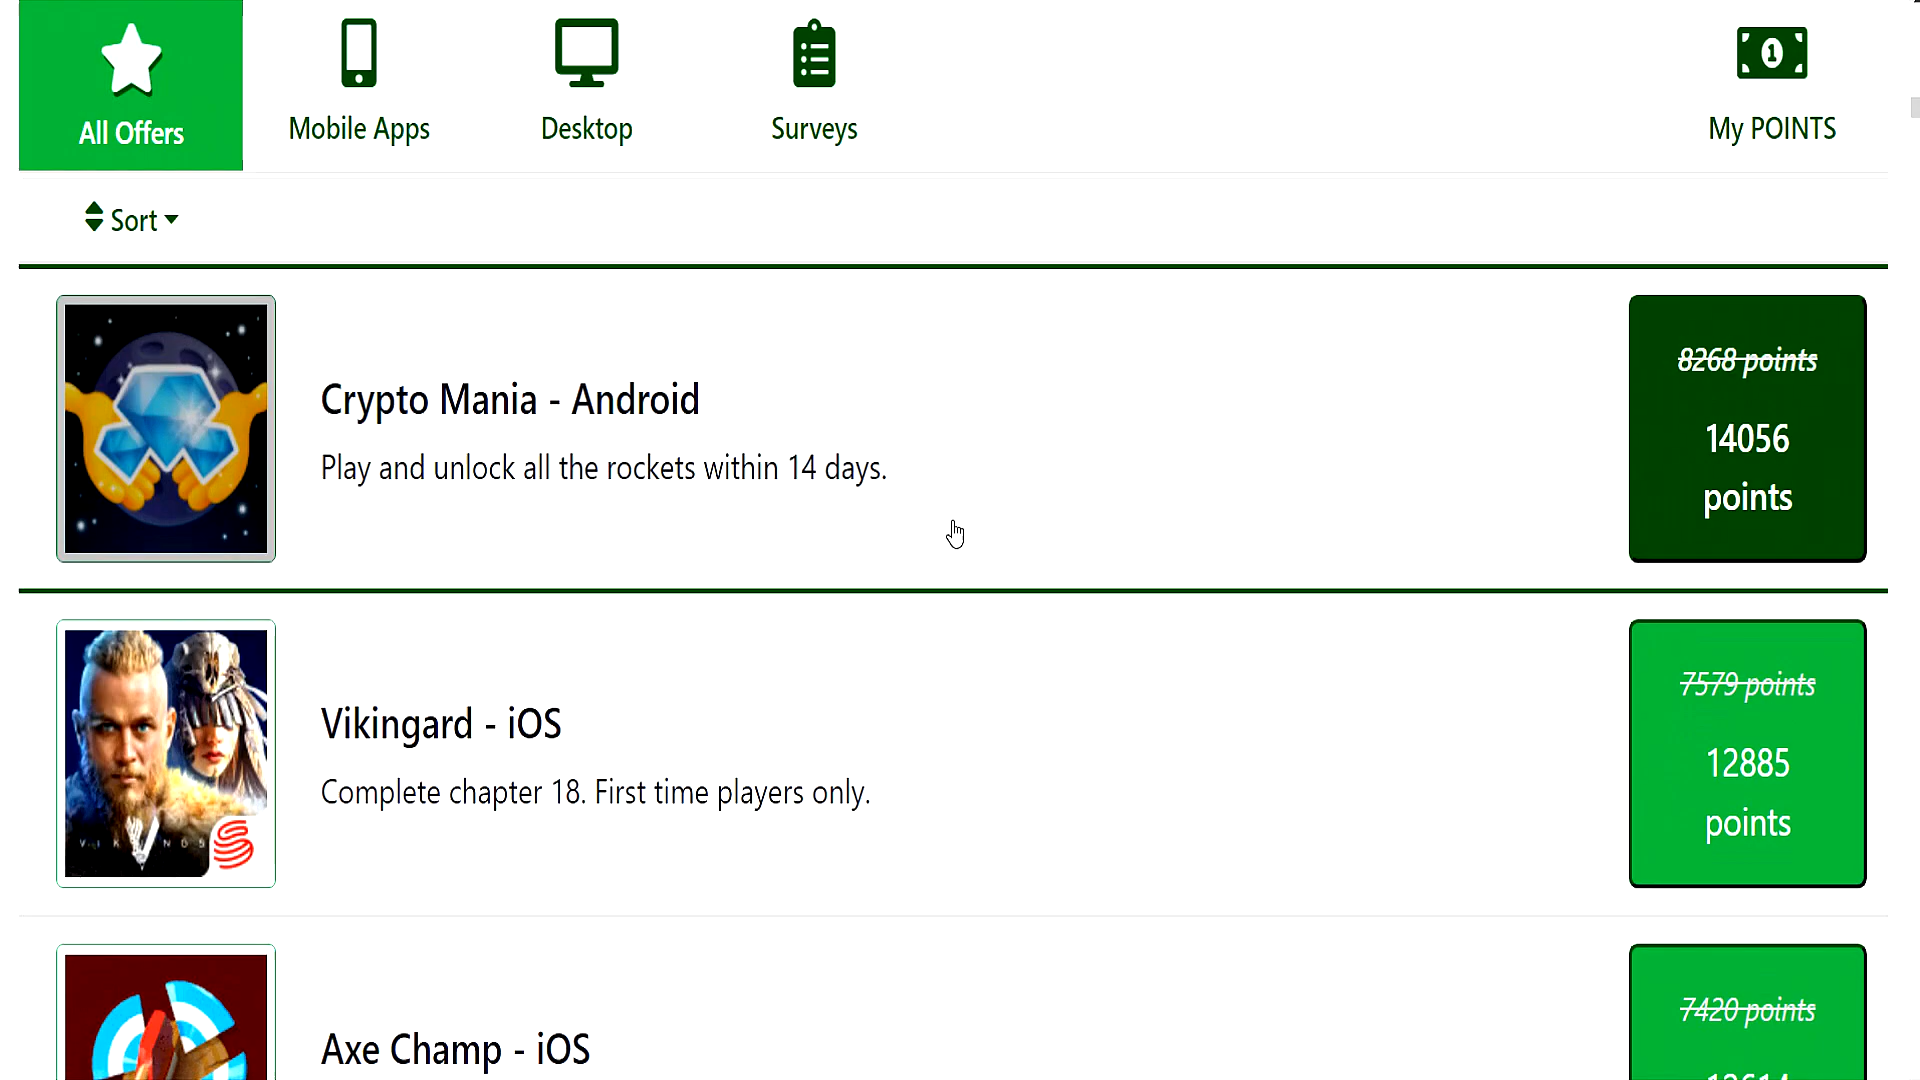 All Offers
Mobile Apps
Desktop
Surveys
My POINTS
Sort
Crypto Mania - Android
Play and unlock all the rockets within 14 days.
8268 points
14056
points
Vikingard - iOS
Complete chapter 18. First time players only.
7579 points
12885
points
VIKINGS
Axe Champ - iOS
7420 points